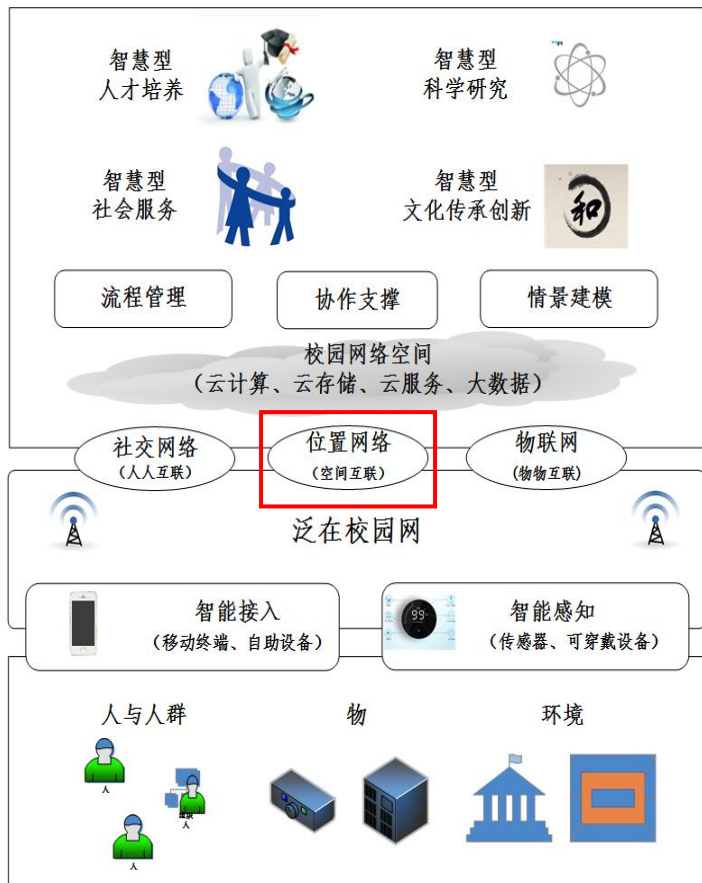 智慧型
人才培养
智慧型
科学研究
智慧型
社会服务
智慧型
文化传承创新
和
流程管理
协作支撑
情景建模
校园网络空间
（云计算、云存储、云服务、大数据）
社交网络
（人人互联）
位置网络
（空间互联）
物联网
(物物互联)
泛在校园网
智能接入
（移动终端、自助设备）
99
智能感知
（传感器、可穿戴设备）
人与人群
物
环境
人
人
人